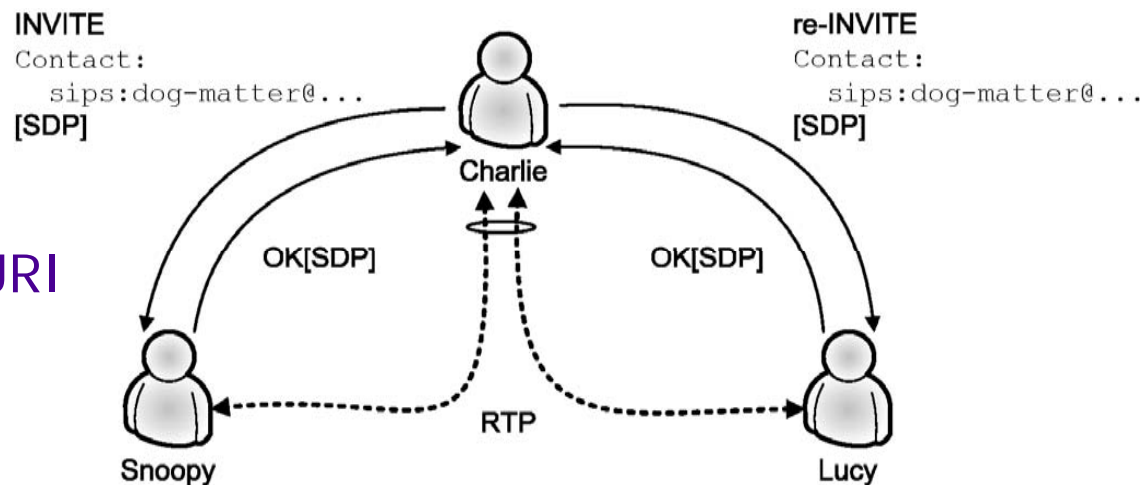 INVITE
Contact:
sips:dog-matter@...
[SDP]
re-INVITE
Contact:
sips:dog-matter@...
[SDP]
Charlie
OK[SDP]
OK[SDP]
URI
RTP
Snoopy
Lucy